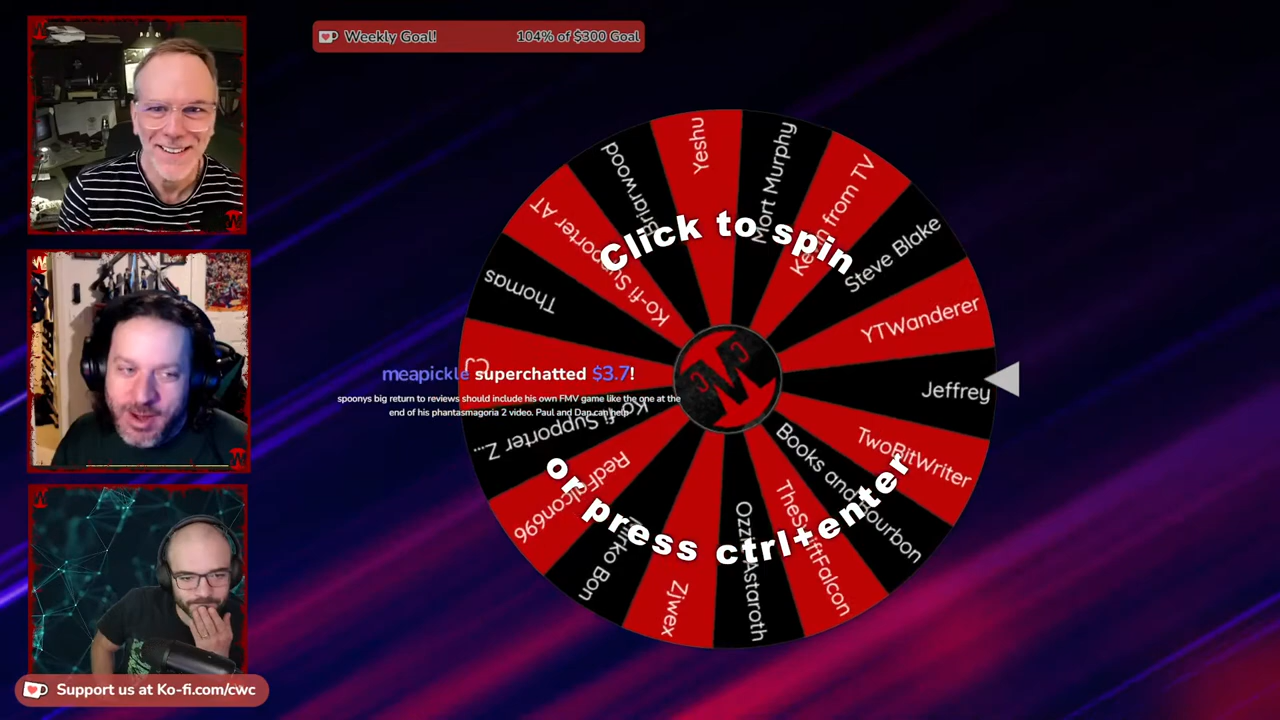 Weekly Goal! 104% of $300 Goal
Click to spin
or press ctrl+enter
Yeshu
Mort Murphy
Kevin from TV
Steve Blake
YTWanderer
Jeffrey
TwoBitWriter
Books and Bourbon
TheSwiftFalcon
Ozzy Astaroth
Zjwex
Bon
RedFalcon696
Ko-fi Supporter Z...
CJ
Thomas
Ko-fi Supporter AT
Briarwood
meapickle superchatted $3.7!
spoonys big return to reviews should include his own FMV game like the one at the
end of his phantasmagoria 2 video. Paul and Dan can help
Support us at Ko-fi.com/cwc